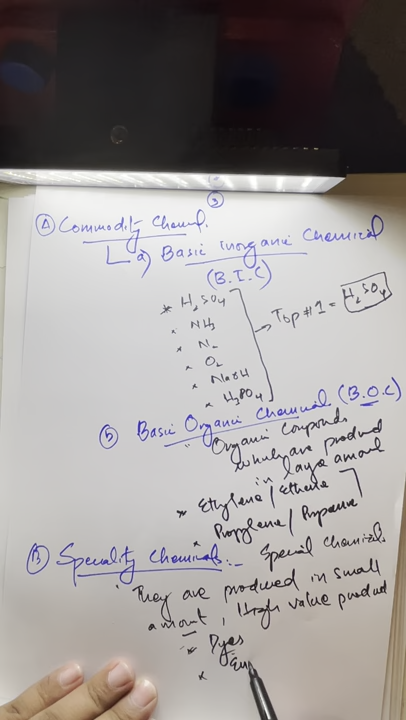 ③
Ⓐ Commodity Chemical.
a) Basic Inorganic Chemical
(B.I.C)
* H₂SO₄
* NH₃
* N₂
* O₂
* NaOH
* H₃PO₄
Top #1 = H₂SO₄
ⓑ Basic Organic Chemical (B.O.C)
" Organic Compounds
which are produced
in large amount
* Ethylene/Ethene
* Propylene/Propene
Ⓑ Speciality Chemicals:- Special Chemicals.
" They are produced in small
amount, High value product
* Dyes
*